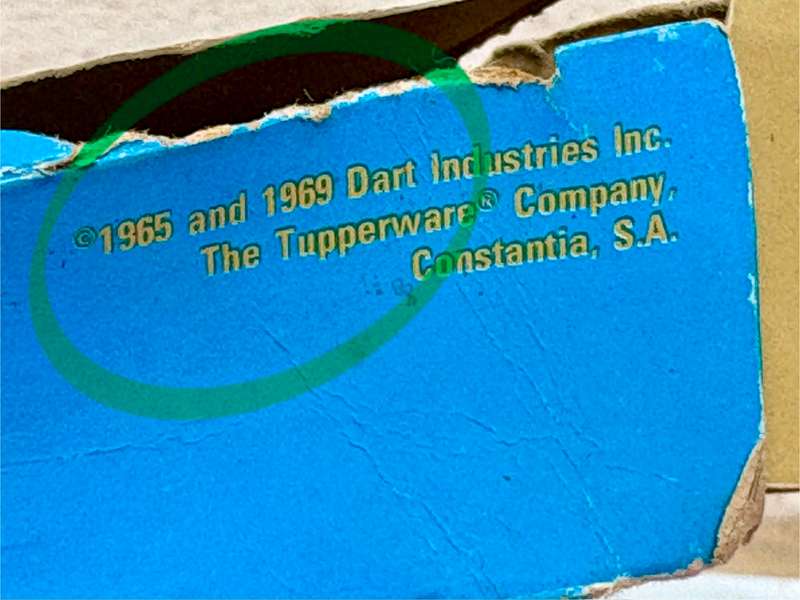 ©1965 and 1969 Dart Industries Inc.
The Tupperware® Company,
Constantia, S.A.